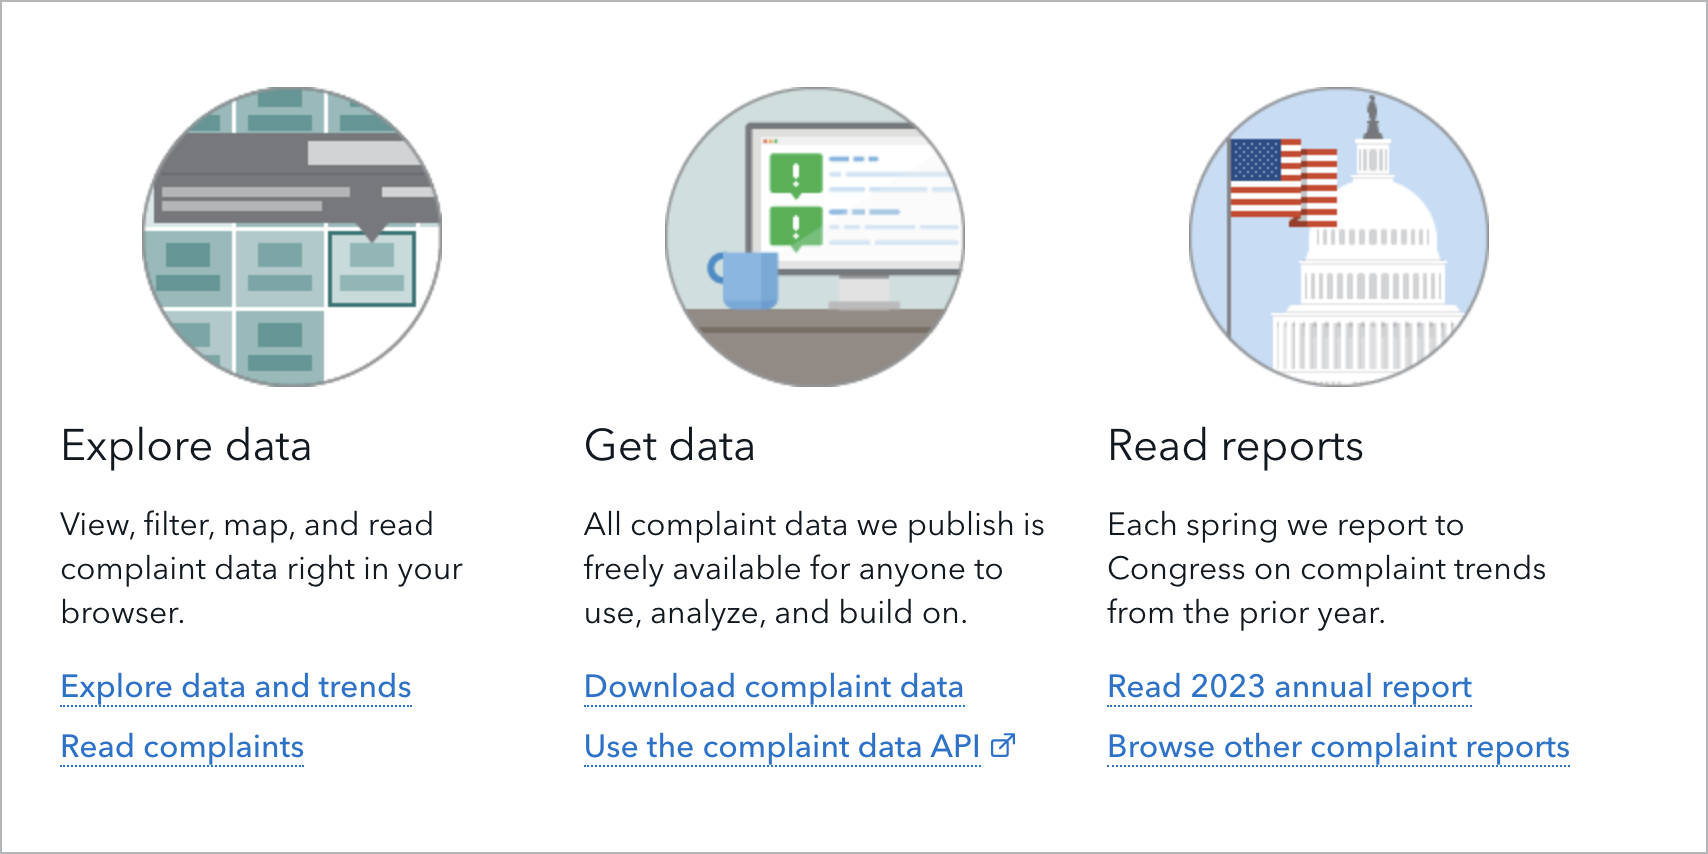 Explore data
View, filter, map, and read
complaint data right in your
browser.
Explore data and trends
Read complaints
Get data
All complaint data we publish is
freely available for anyone to
use, analyze, and build on.
Download complaint data
Use the complaint data API
Read reports
Each spring we report to
Congress on complaint trends
from the prior year.
Read 2023 annual report
Browse other complaint reports